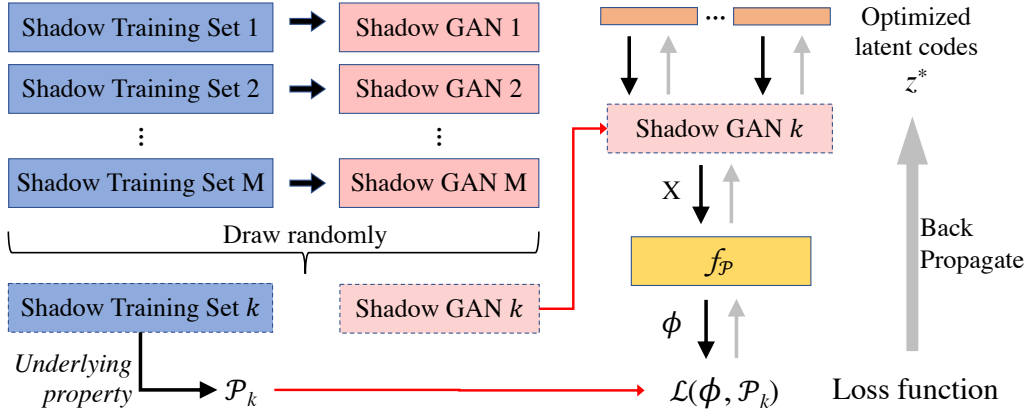 Shadow Training Set 1
Shadow GAN 1
Shadow Training Set 2
Shadow GAN 2
⋮
⋮
Shadow Training Set M
Shadow GAN M
Draw randomly
Shadow Training Set k
Shadow GAN k
Underlying
property
𝒫ₖ
...
Optimized
latent codes
z*
Shadow GAN k
X
f𝒫
ϕ
ℒ(ϕ, 𝒫ₖ)
Back
Propagate
Loss function